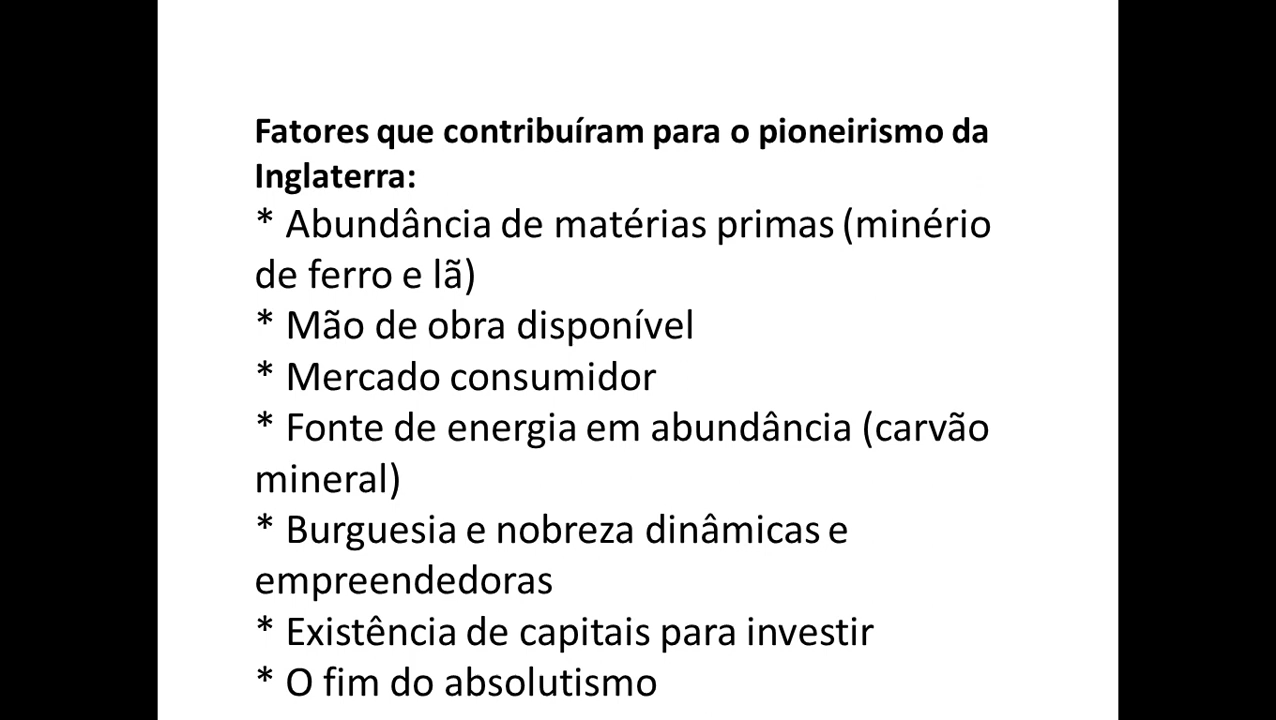 Fatores que contribuíram para o pioneirismo da
Inglaterra:
* Abundância de matérias primas (minério
de ferro e lã)
* Mão de obra disponível
* Mercado consumidor
* Fonte de energia em abundância (carvão
mineral)
* Burguesia e nobreza dinâmicas e
empreendedoras
* Existência de capitais para investir
* O fim do absolutismo